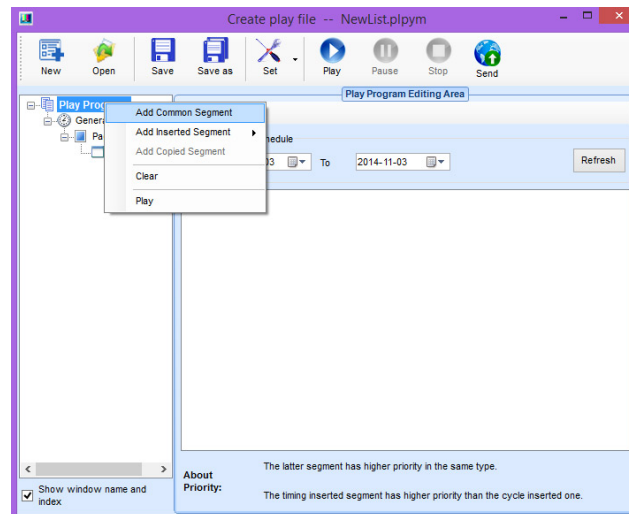 Create play file -- NewList.plpym
New Open Save Save as Set Play Pause Stop Send
Play Program Editing Area
Play Prog
Add Common Segment
Gener
Add Inserted Segment
hedule
Pa
Add Copied Segment
03 To 2014-11-03 Refresh
Clear
Play
About Priority:
The latter segment has higher priority in the same type.
The timing inserted segment has higher priority than the cycle inserted one.
Show window name and
index